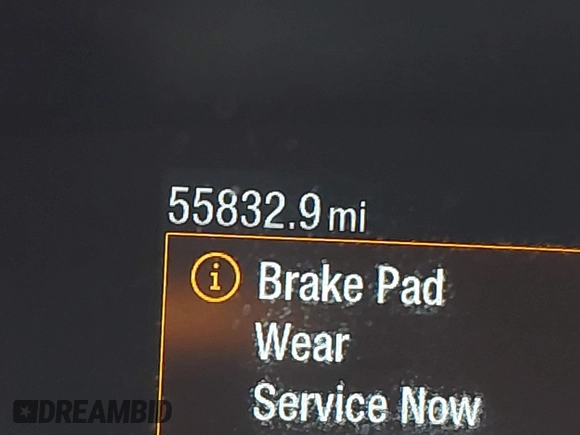 55832.9 mi
i
Brake Pad
Wear
Service Now
DREAMBID